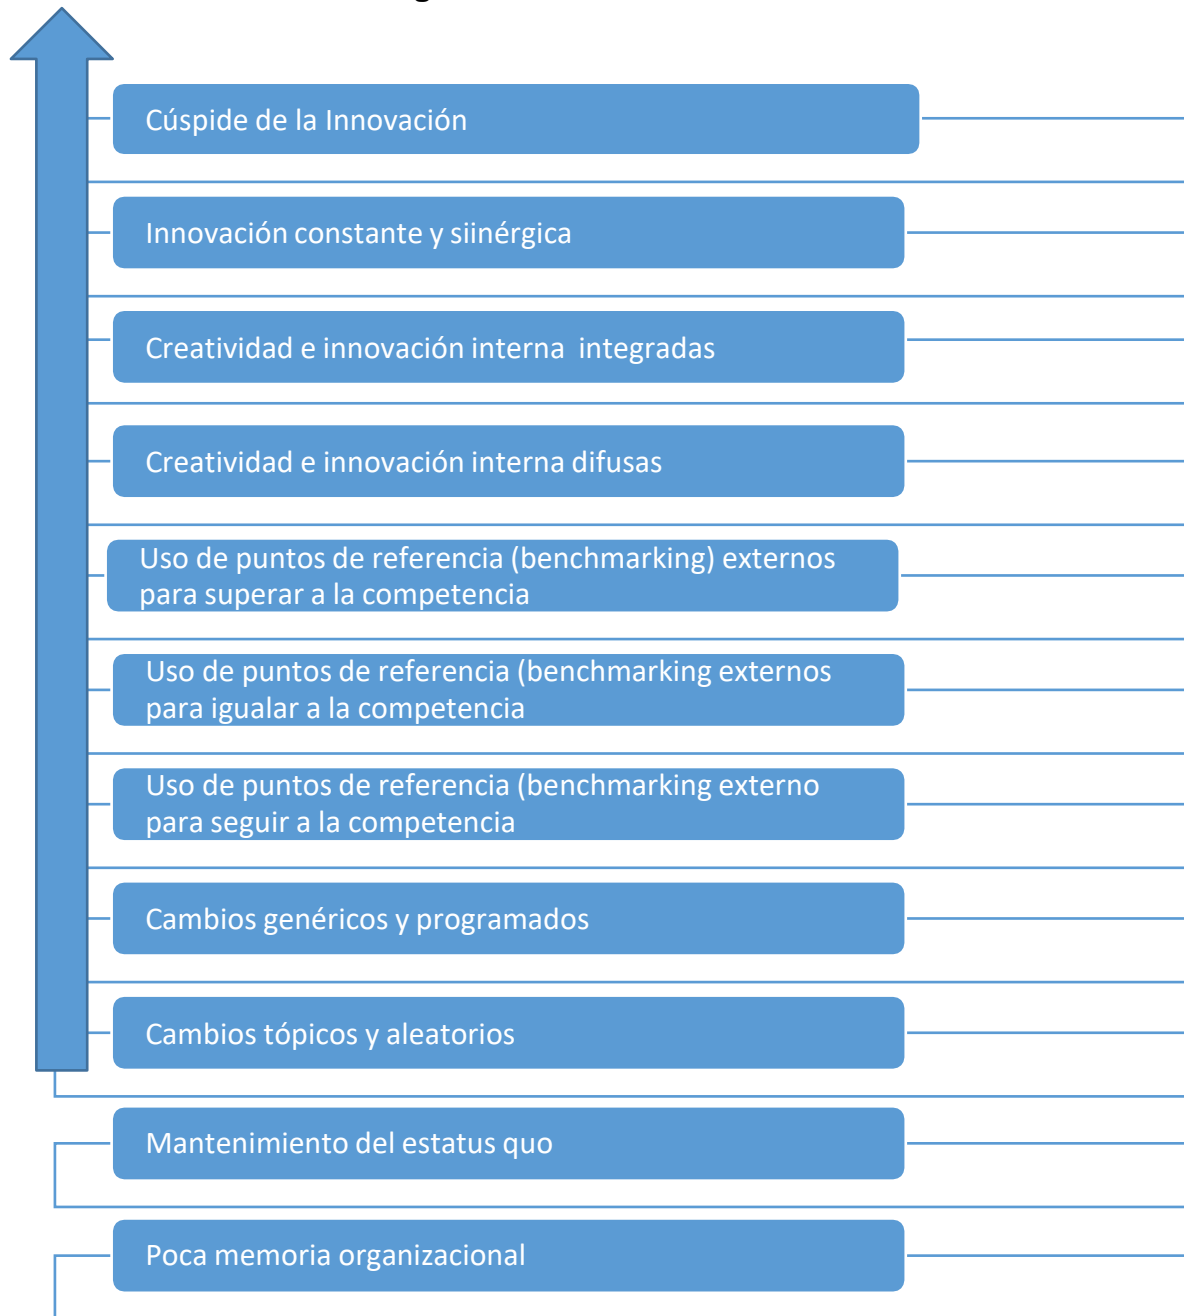 Cúspide de la Innovación
Innovación constante y siinérgica
Creatividad e innovación interna  integradas
Creatividad e innovación interna difusas
Uso de puntos de referencia (benchmarking) externos
para superar a la competencia
Uso de puntos de referencia (benchmarking externos
para igualar a la competencia
Uso de puntos de referencia (benchmarking externo
para seguir a la competencia
Cambios genéricos y programados
Cambios tópicos y aleatorios
Mantenimiento del estatus quo
Poca memoria organizacional